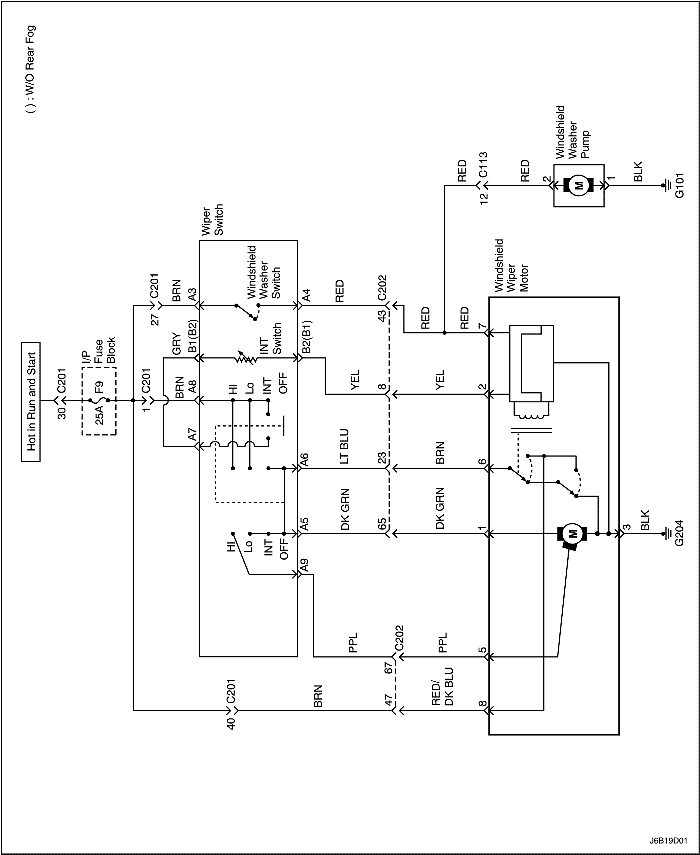 ( ) : W/O Rear Fog
Hot in Run and Start
30
C201
I/P
Fuse
Block
25A
F9
1
C201
27
C201
BRN
GRY
BRN
A3
B1(B2)
A8
A7
Wiper
Switch
Windshield
Washer
Switch
INT
Switch
HI
Lo
INT
OFF
HI
Lo
INT
OFF
A4
B2(B1)
A6
A5
A9
RED
YEL
LT BLU
DK GRN
PPL
40
C201
BRN
43
C202
8
23
65
67
C202
47
RED
RED
YEL
BRN
DK GRN
PPL
RED/
DK BLU
RED
12
C113
RED
Windshield
Washer
Pump
2
M
1
BLK
G101
Windshield
Wiper
Motor
7
2
6
1
5
8
M
3
BLK
G204
J6B19D01